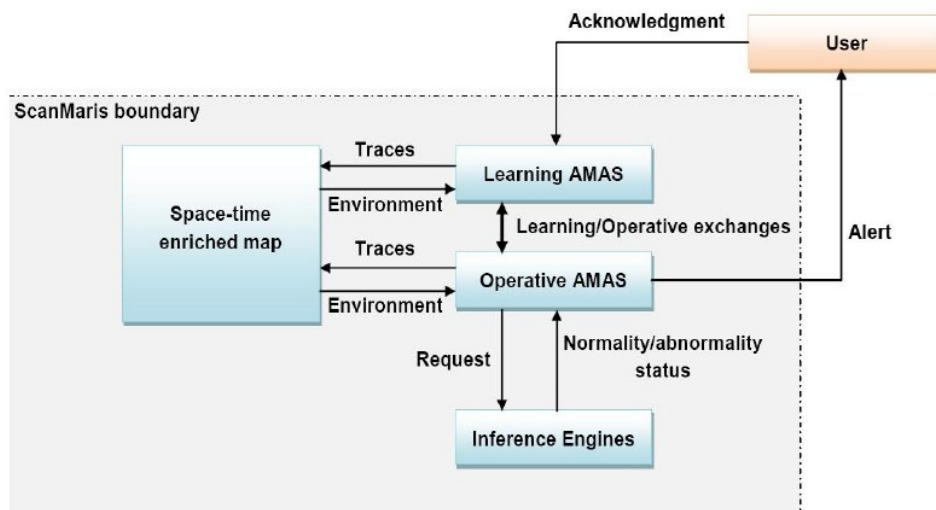 Acknowledgment
User
ScanMaris boundary
Traces
Learning AMAS
Environment
Space-time
enriched map
Learning/Operative exchanges
Alert
Traces
Operative AMAS
Environment
Request
Normality/abnormality
status
Inference Engines